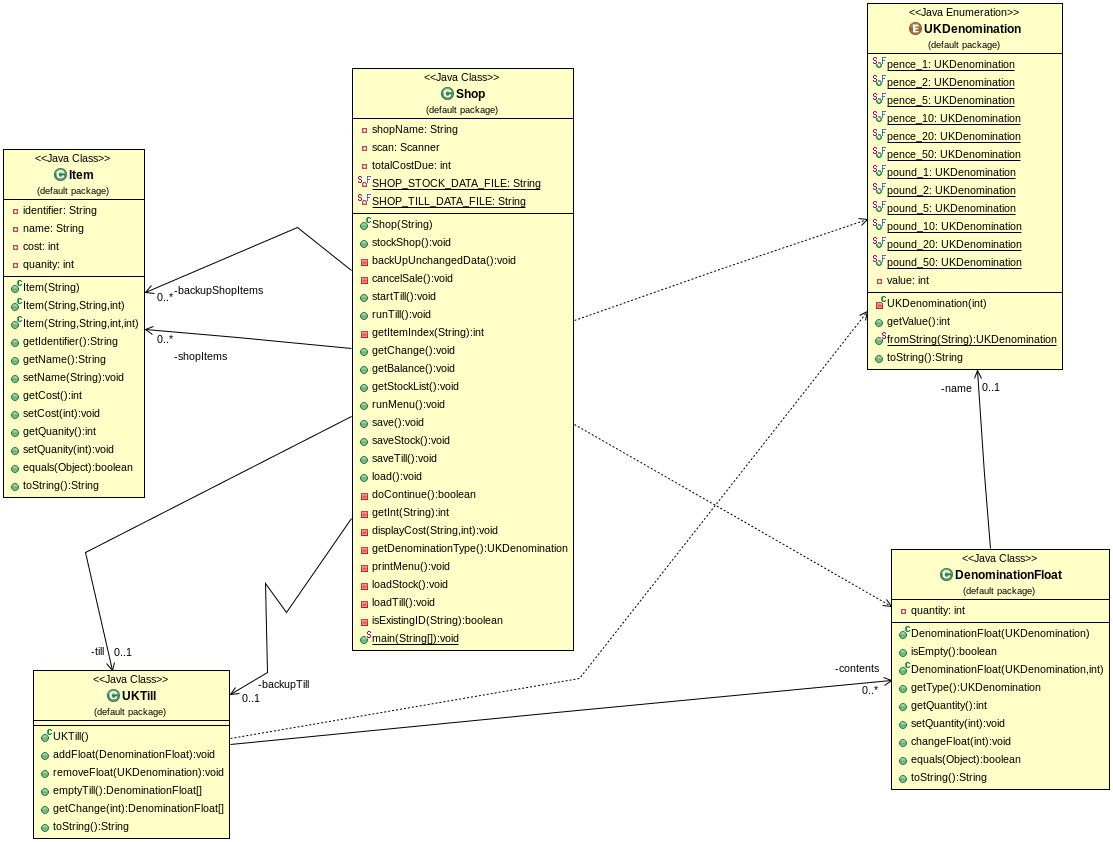 <<Java Class>>
Item
(default package)
identifier: String
name: String
cost: int
quanity: int
Item(String)
Item(String,String,int)
Item(String,String,int,int)
getIdentifier():String
getName():String
setName(String):void
getCost():int
setCost(int):void
getQuanity():int
setQuanity(int):void
equals(Object):boolean
toString():String
-backupShopItems
0..*
0..*
-shopItems
<<Java Class>>
Shop
(default package)
shopName: String
scan: Scanner
totalCostDue: int
SHOP_STOCK_DATA_FILE: String
SHOP_TILL_DATA_FILE: String
Shop(String)
stockShop():void
backUpUnchangedData():void
cancelSale():void
startTill():void
runTill():void
getItemIndex(String):int
getChange():void
getBalance():void
getStockList():void
runMenu():void
save():void
saveStock():void
saveTill():void
load():void
doContinue():boolean
getInt(String):int
displayCost(String,int):void
getDenominationType():UKDenomination
printMenu():void
loadStock():void
loadTill():void
isExistingID(String):boolean
main(String[]):void
<<Java Enumeration>>
UKDenomination
(default package)
pence_1: UKDenomination
pence_2: UKDenomination
pence_5: UKDenomination
pence_10: UKDenomination
pence_20: UKDenomination
pence_50: UKDenomination
pound_1: UKDenomination
pound_2: UKDenomination
pound_5: UKDenomination
pound_10: UKDenomination
pound_20: UKDenomination
pound_50: UKDenomination
value: int
UKDenomination(int)
getValue():int
fromString(String):UKDenomination
toString():String
-name 0..1
-till 0..1
-backupTill
0..1
<<Java Class>>
UKTill
(default package)
UKTill()
addFloat(DenominationFloat):void
removeFloat(UKDenomination):void
emptyTill():DenominationFloat[]
getChange(int):DenominationFloat[]
toString():String
-contents
0..*
<<Java Class>>
DenominationFloat
(default package)
quantity: int
DenominationFloat(UKDenomination)
isEmpty():boolean
DenominationFloat(UKDenomination,int)
getType():UKDenomination
getQuantity():int
setQuantity(int):void
changeFloat(int):void
equals(Object):boolean
toString():String